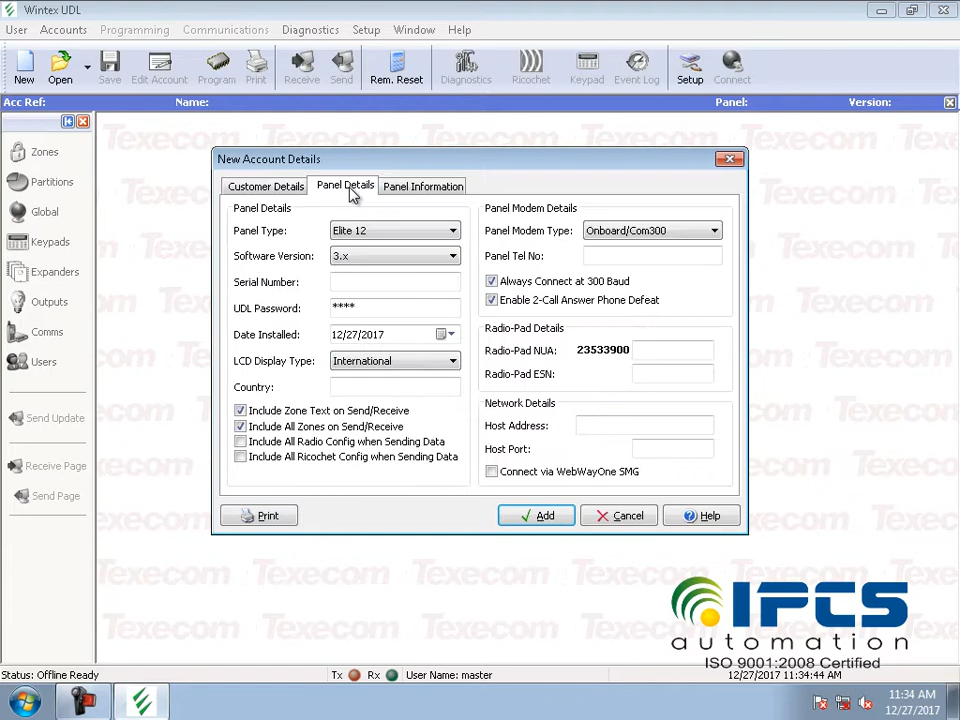 Wintex UDL
User Accounts Programming Communications Diagnostics Setup Window Help
New Open Save Edit Account Program Print Receive Send Rem. Reset Diagnostics Ricochet Keypad Event Log Setup Connect
Acc Ref: Name: Panel: Version:
Zones
Partitions
Global
Keypads
Expanders
Outputs
Comms
Users
Send Update
Receive Page
Send Page
New Account Details
Customer Details Panel Details Panel Information
Panel Details
Panel Type: Elite 12
Software Version: 3.x
Serial Number:
UDL Password: ****
Date Installed: 12/27/2017
LCD Display Type: International
Country:
Include Zone Text on Send/Receive
Include All Zones on Send/Receive
Include All Radio Config when Sending Data
Include All Ricochet Config when Sending Data
Panel Modem Details
Panel Modem Type: Onboard/Com300
Panel Tel No:
Always Connect at 300 Baud
Enable 2-Call Answer Phone Defeat
Radio-Pad Details
Radio-Pad NUA: 23533900
Radio-Pad ESN:
Network Details
Host Address:
Host Port:
Connect via WebWayOne SMG
Print Add Cancel Help
Texecom Texecom Texecom Texecom Texecom Texecom
IPCS
automation
ISO 9001:2008 Certified
Status: Offline Ready Tx Rx User Name: master 12/27/2017 11:34:44 AM
11:34 AM
12/27/2017